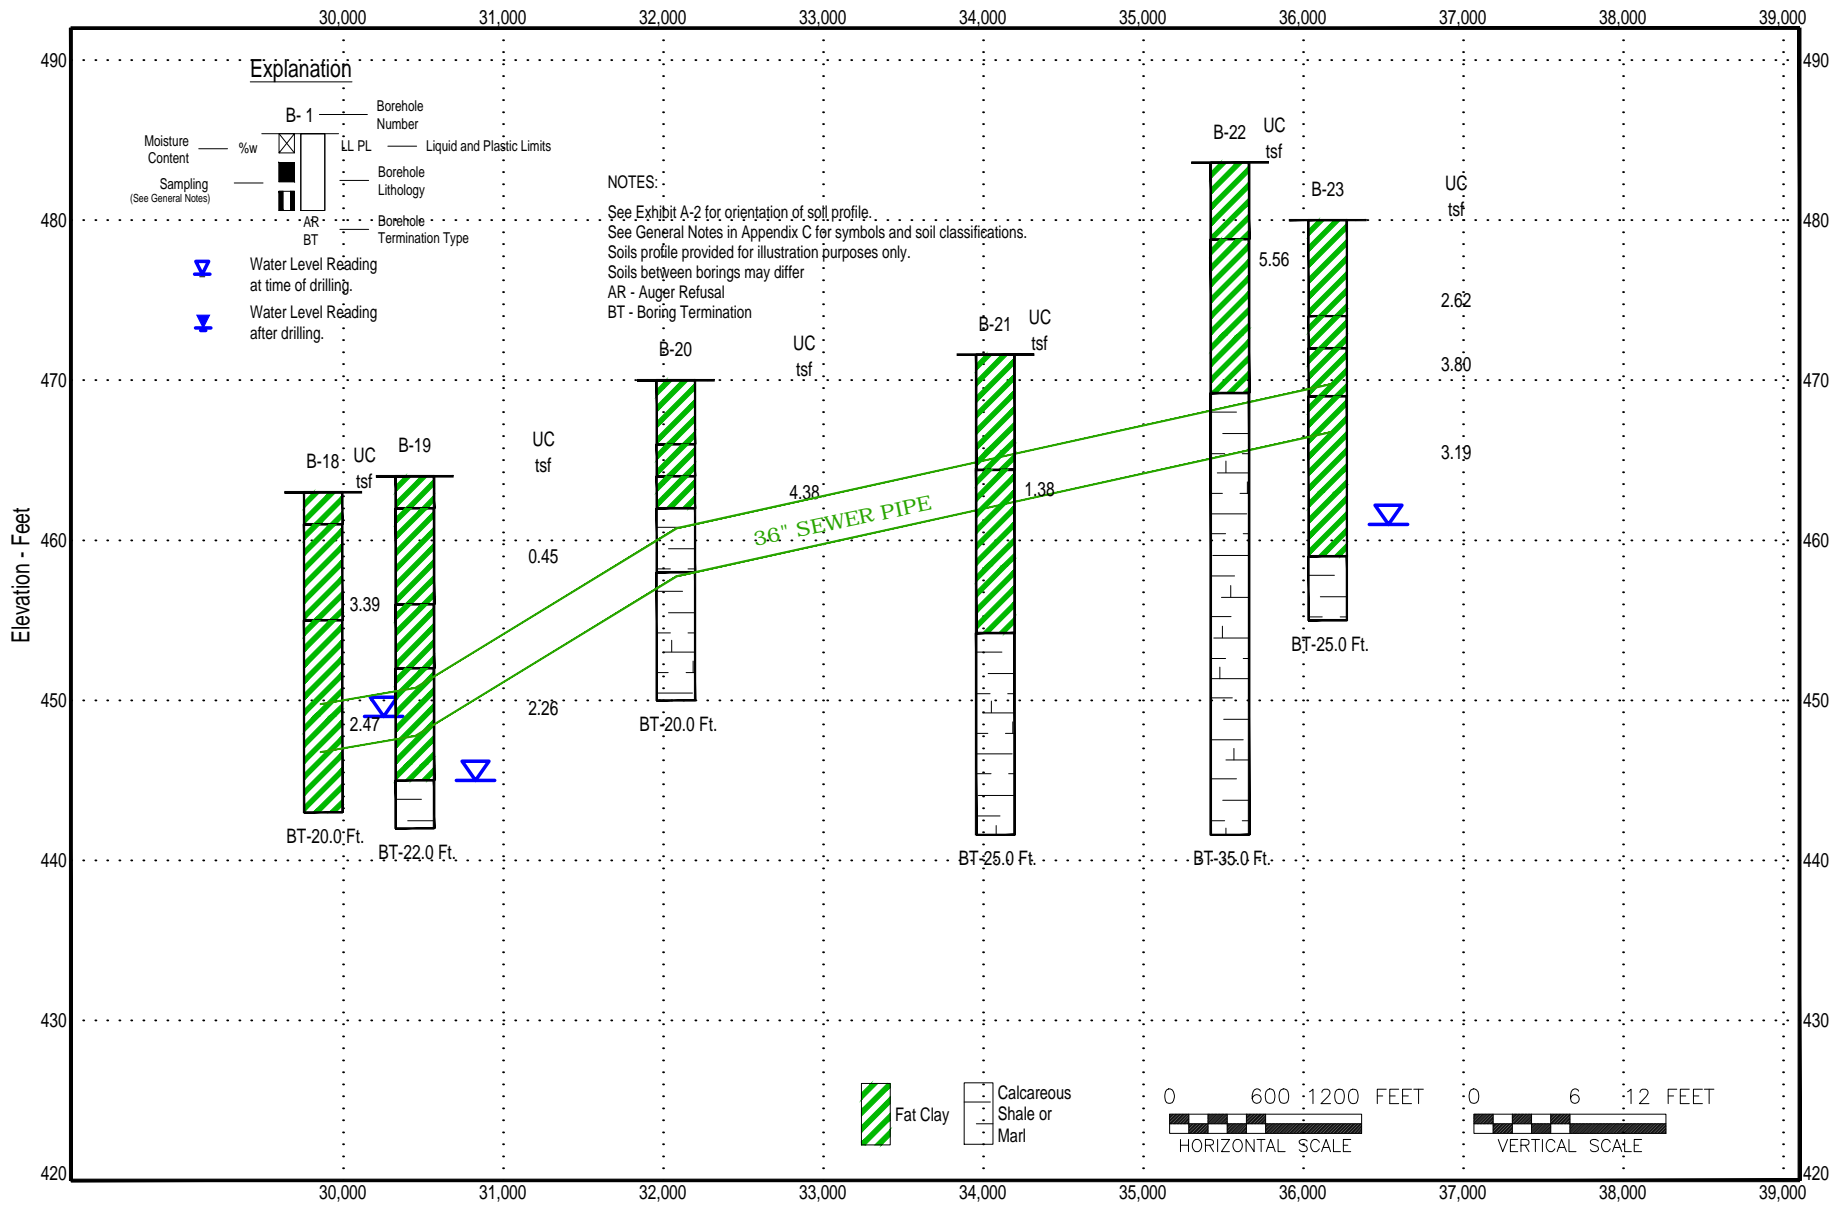 30,000 31,000 32,000 33,000 34,000 35,000 36,000 37,000 38,000 39,000
490 490
Explanation
B- 1
Borehole
Number
Moisture
Content
%w
LL PL
Liquid and Plastic Limits
Sampling
(See General Notes)
Borehole
Lithology
AR
BT
Borehole
Termination Type
Water Level Reading
at time of drilling.
Water Level Reading
after drilling.
NOTES:
See Exhibit A-2 for orientation of soil profile.
See General Notes in Appendix C for symbols and soil classifications.
Soils profile provided for illustration purposes only.
Soils between borings may differ
AR - Auger Refusal
BT - Boring Termination
480 480
470 470
460 460
450 450
440 440
430 430
420 420
Elevation - Feet
B-18
UC
tsf
3.39
2.47
BT-20.0 Ft.
B-19
UC
tsf
0.45
2.26
BT-22.0 Ft.
B-20
UC
tsf
4.38
BT-20.0 Ft.
36" SEWER PIPE
B-21
UC
tsf
1.38
BT-25.0 Ft.
B-22
UC
tsf
5.56
BT-35.0 Ft.
B-23
UC
tsf
2.62
3.80
3.19
BT-25.0 Ft.
Fat Clay
Calcareous
Shale or
Marl
0 600 1200 FEET
HORIZONTAL SCALE
0 6 12 FEET
VERTICAL SCALE
30,000 31,000 32,000 33,000 34,000 35,000 36,000 37,000 38,000 39,000